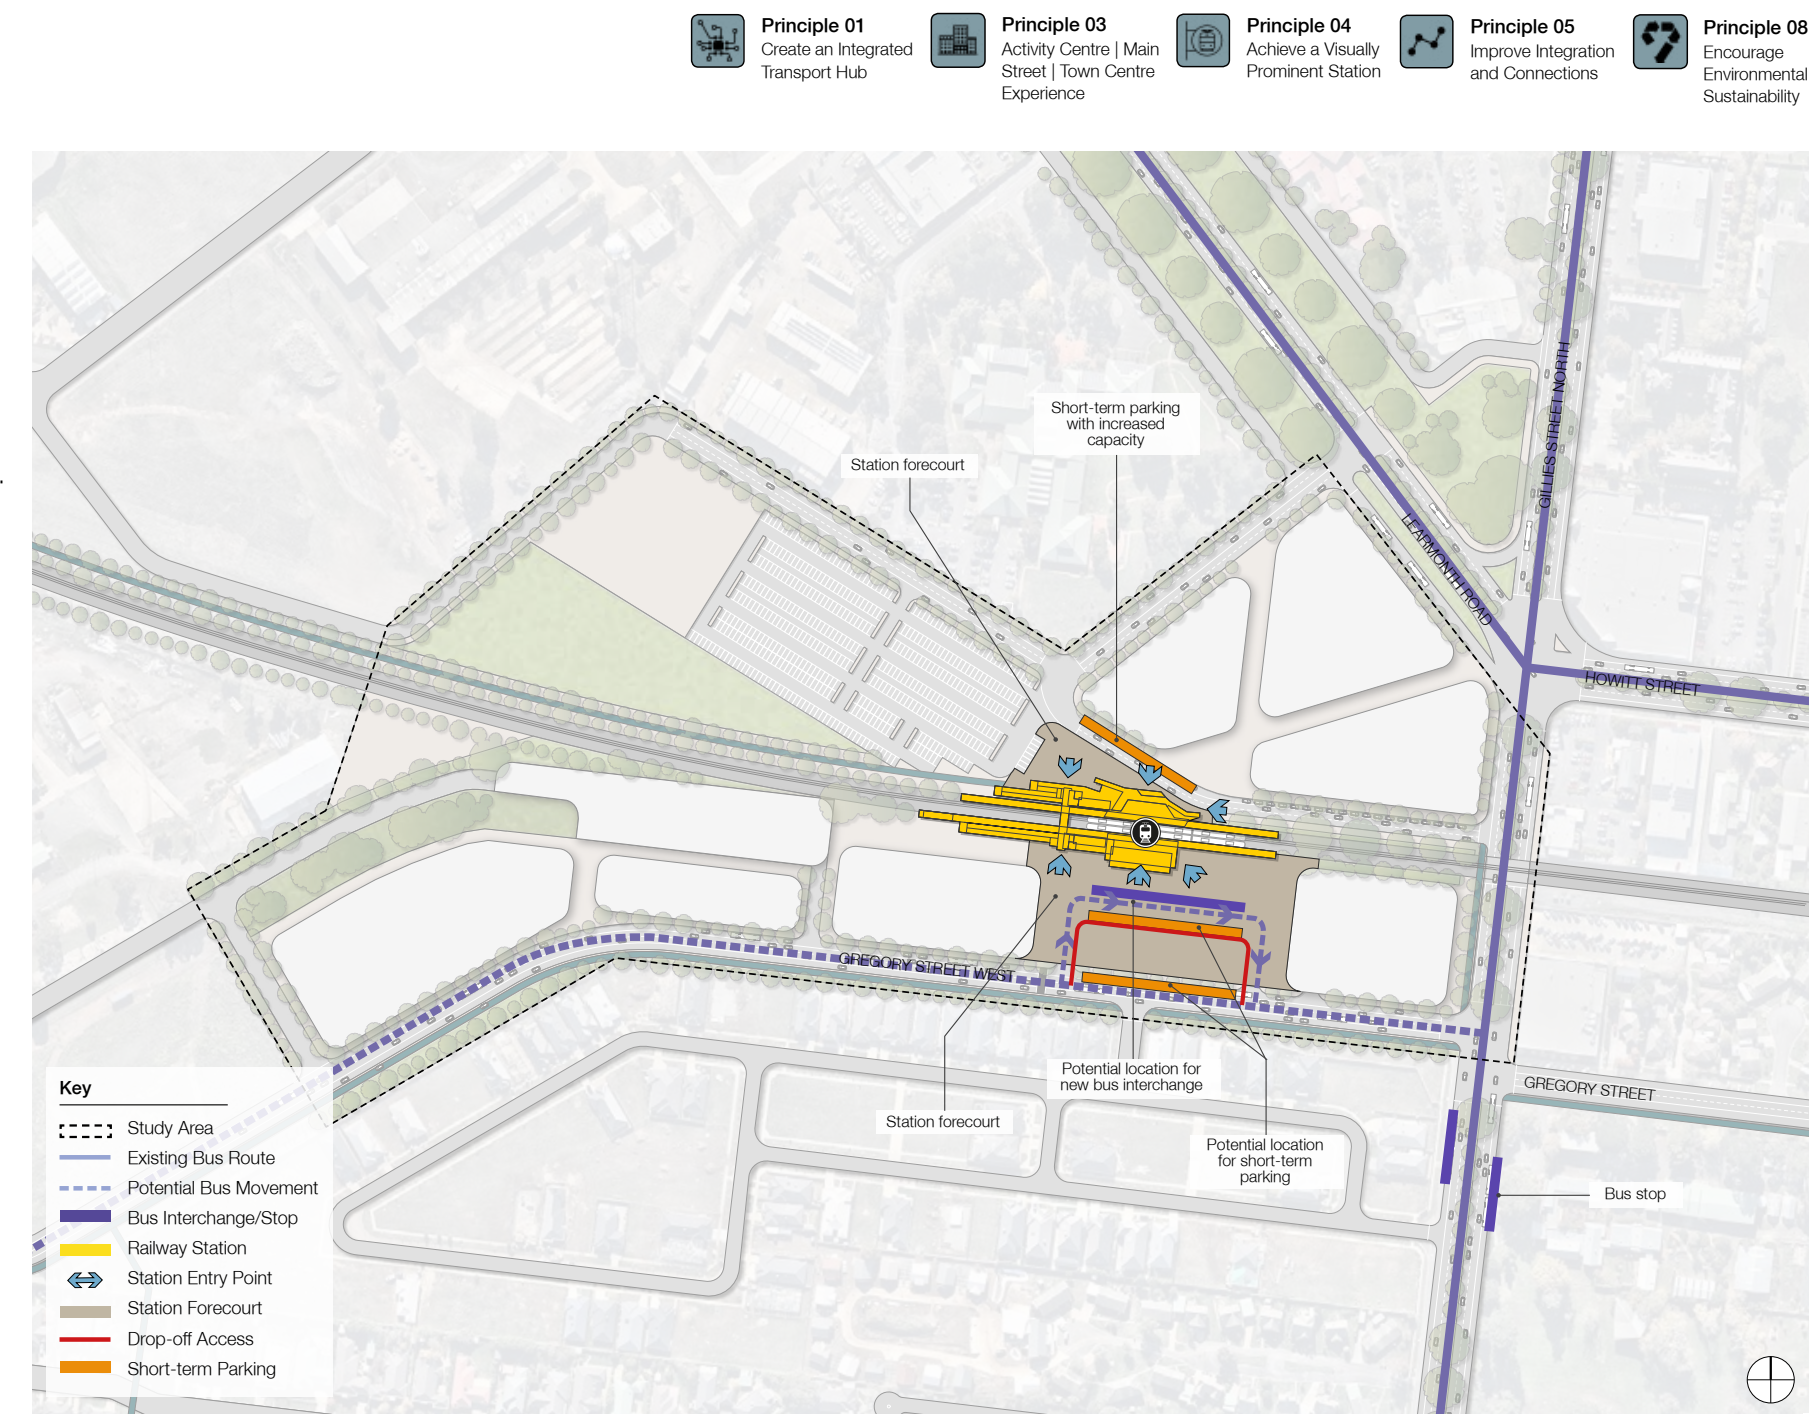 Principle 01
Create an Integrated
Transport Hub
Principle 03
Activity Centre | Main
Street | Town Centre
Experience
Principle 04
Achieve a Visually
Prominent Station
Principle 05
Improve Integration
and Connections
Principle 08
Encourage
Environmental
Sustainability
Short-term parking
with increased
capacity
Station forecourt
GILLIES STREET NORTH
LEARMONTH ROAD
HOWITT STREET
GREGORY STREET WEST
GREGORY STREET
Potential location for
new bus interchange
Station forecourt
Potential location
for short-term
parking
Bus stop
Key
Study Area
Existing Bus Route
Potential Bus Movement
Bus Interchange/Stop
Railway Station
Station Entry Point
Station Forecourt
Drop-off Access
Short-term Parking